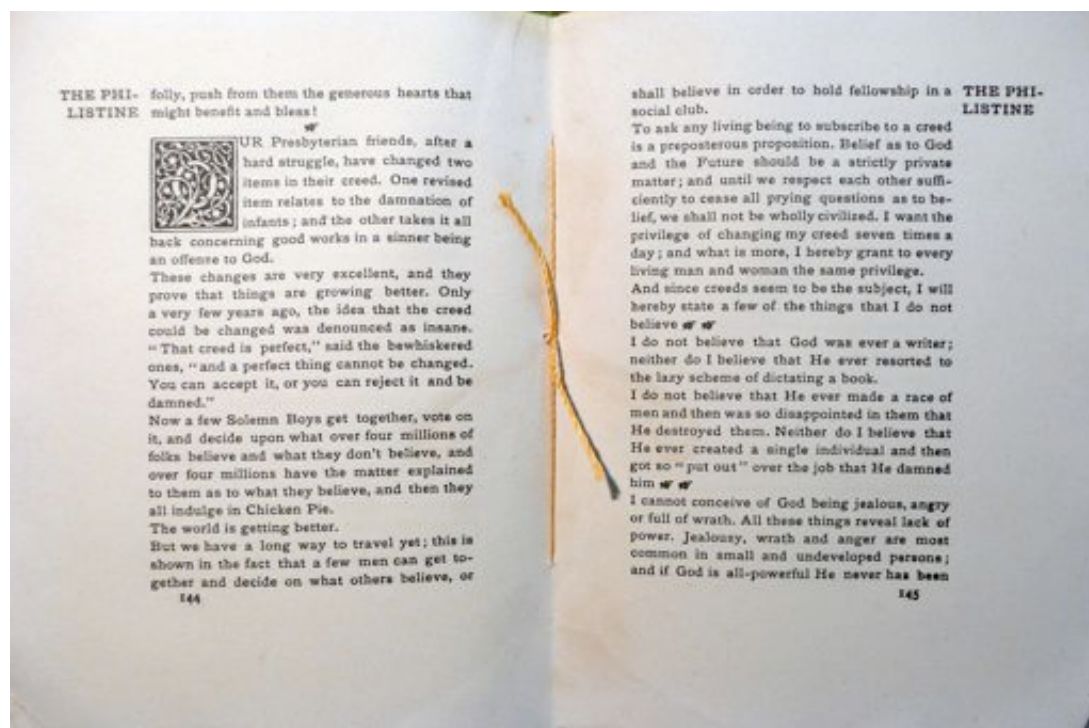 THE PHI-
LISTINE
folly, push from them the generous hearts that
might benefit and bless!
OUR Presbyterian friends, after a
hard struggle, have changed two
items in their creed. One revised
item relates to the damnation of
infants; and the other takes it all
back concerning good works in a sinner being
an offense to God.
These changes are very excellent, and they
prove that things are growing better. Only
a very few years ago, the idea that the creed
could be changed was denounced as insane.
"That creed is perfect," said the bewhiskered
ones, "and a perfect thing cannot be changed.
You can accept it, or you can reject it and be
damned."
Now a few Solemn Boys get together, vote on
it, and decide upon what over four millions of
folks believe and what they don't believe, and
over four millions have the matter explained
to them as to what they believe, and then they
all indulge in Chicken Pie.
The world is getting better.
But we have a long way to travel yet; this is
shown in the fact that a few men can get to-
gether and decide on what others believe, or
144
THE PHI-
LISTINE
shall believe in order to hold fellowship in a
social club.
To ask any living being to subscribe to a creed
is a preposterous proposition. Belief as to God
and the Future should be a strictly private
matter; and until we respect each other suffi-
ciently to cease all prying questions as to be-
lief, we shall not be wholly civilized. I want the
privilege of changing my creed seven times a
day; and what is more, I hereby grant to every
living man and woman the same privilege.
And since creeds seem to be the subject, I will
hereby state a few of the things that I do not
believe
I do not believe that God was ever a writer;
neither do I believe that He ever resorted to
the lazy scheme of dictating a book.
I do not believe that He ever made a race of
men and then was so disappointed in them that
He destroyed them. Neither do I believe that
He ever created a single individual and then
got so "put out" over the job that He damned
him
I cannot conceive of God being jealous, angry
or full of wrath. All these things reveal lack of
power. Jealousy, wrath and anger are most
common in small and undeveloped persons;
and if God is all-powerful He never has been
145